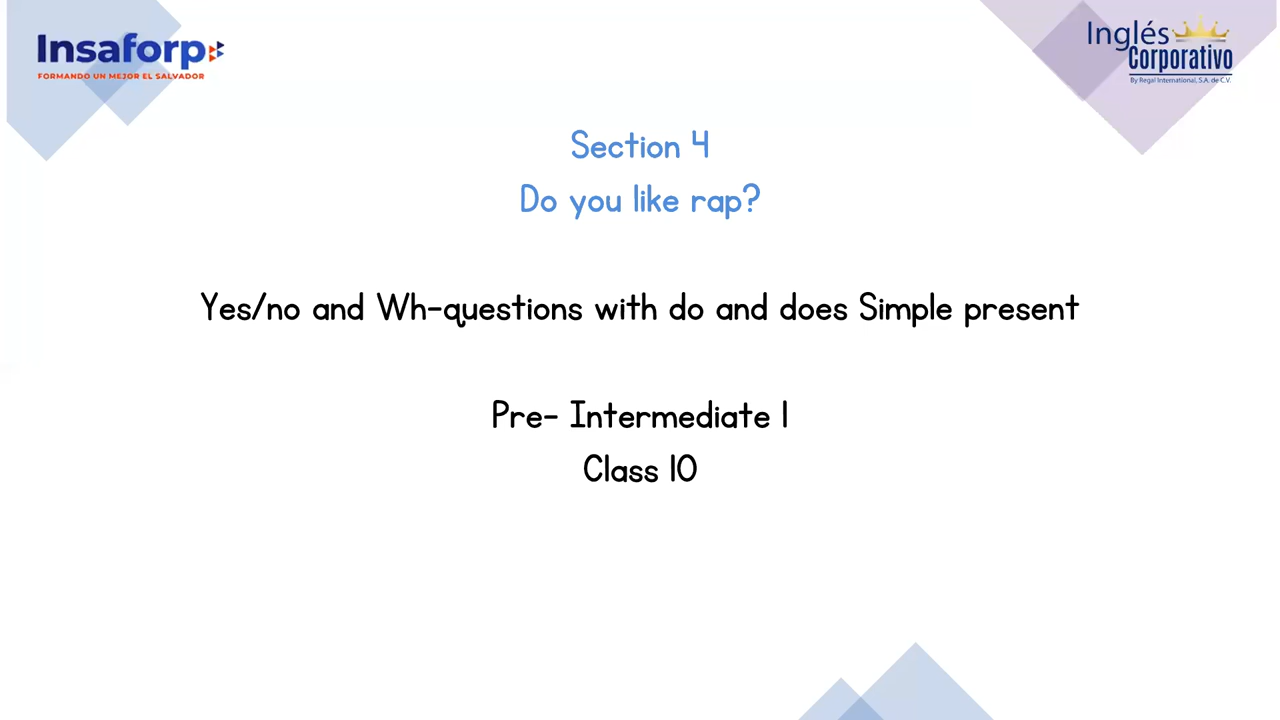 Insaforp
FORMANDO UN MEJOR EL SALVADOR
Inglés
Corporativo
By Regal International, S.A. de C.V.
Section 4
Do you like rap?
Yes/no and Wh-questions with do and does Simple present
Pre- Intermediate 1
Class 10